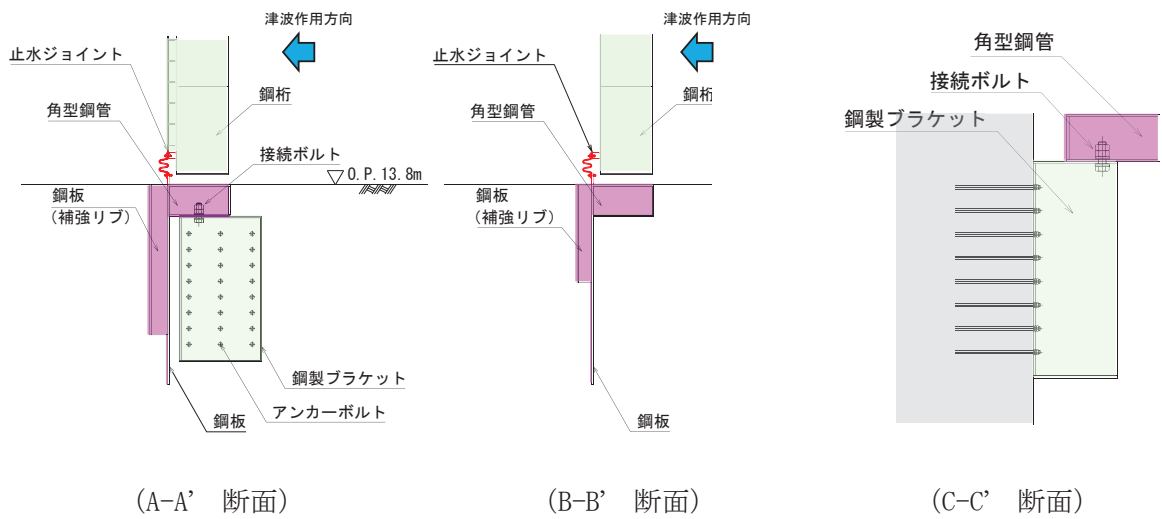 津波作用方向
止水ジョイント
鋼桁
角型鋼管
接続ボルト
O.P.13.8m
鋼板
(補強リブ)
鋼製ブラケット
アンカーボルト
鋼板
(A-A’ 断面)
津波作用方向
止水ジョイント
鋼桁
角型鋼管
鋼板
(補強リブ)
鋼板
(B-B’ 断面)
角型鋼管
接続ボルト
鋼製ブラケット
(C-C’ 断面)